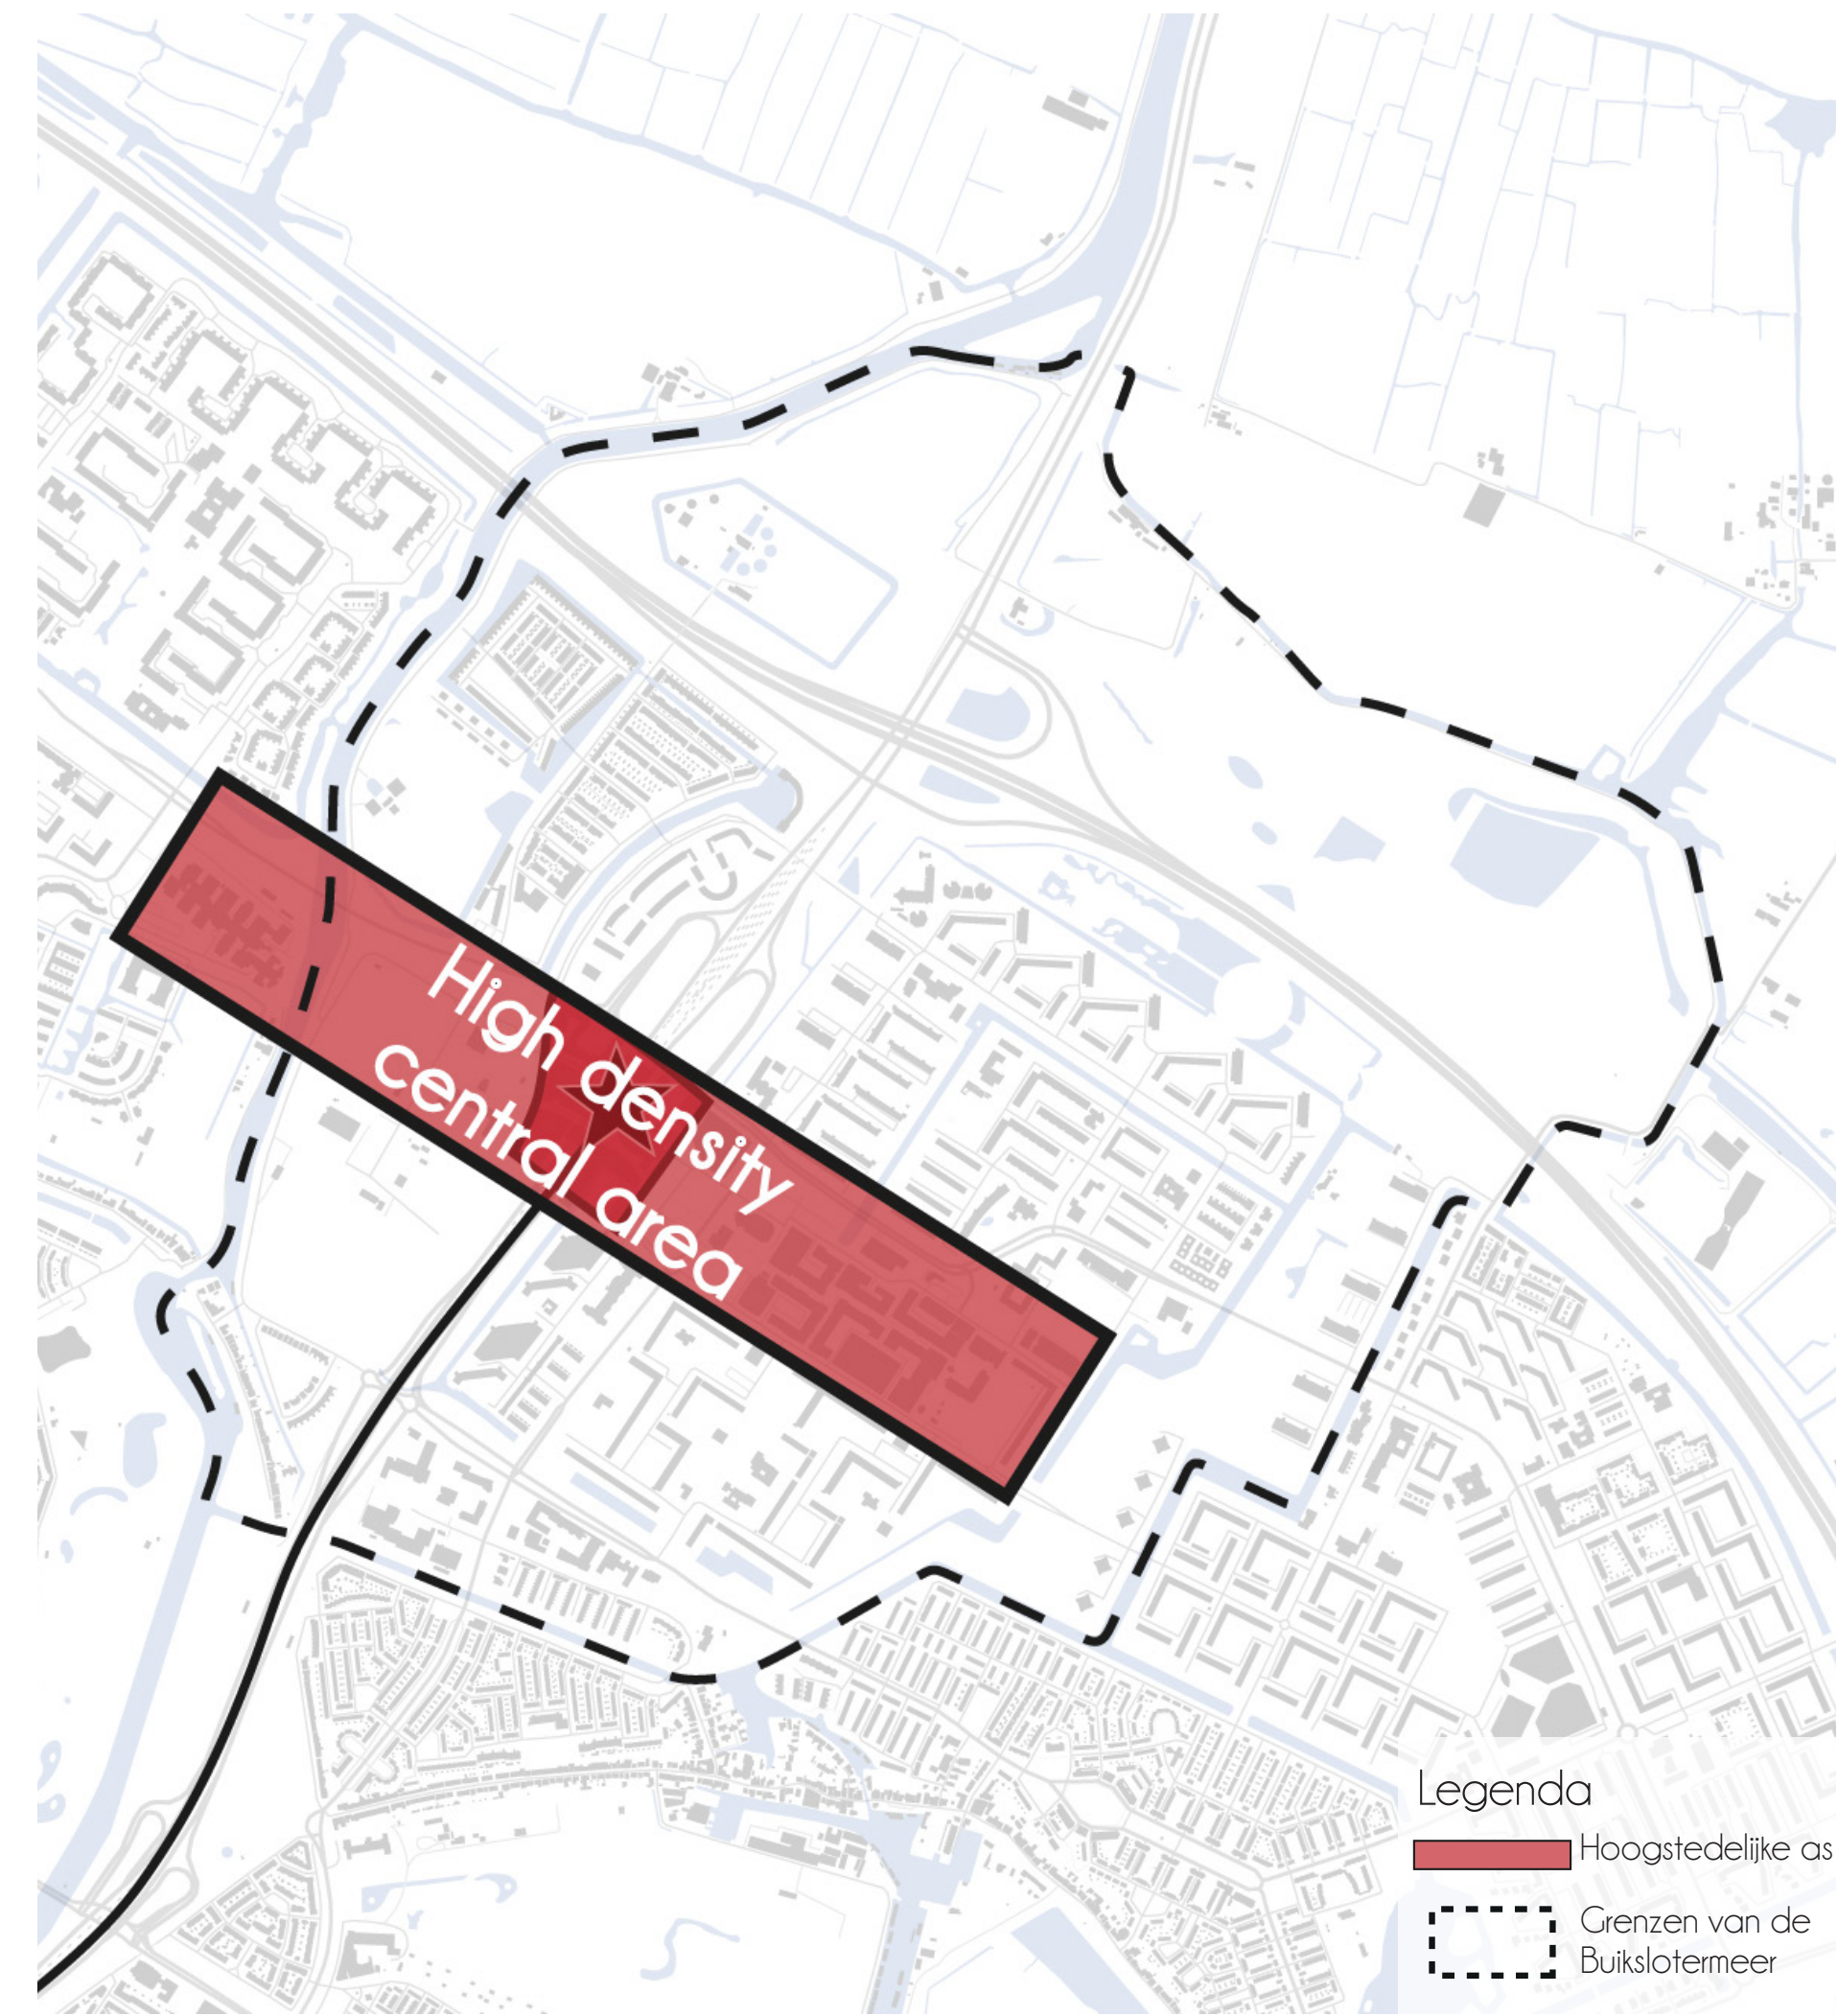 High density
central area
Legenda
Hoogstedelijke as
Grenzen van de
Buikslotermeer